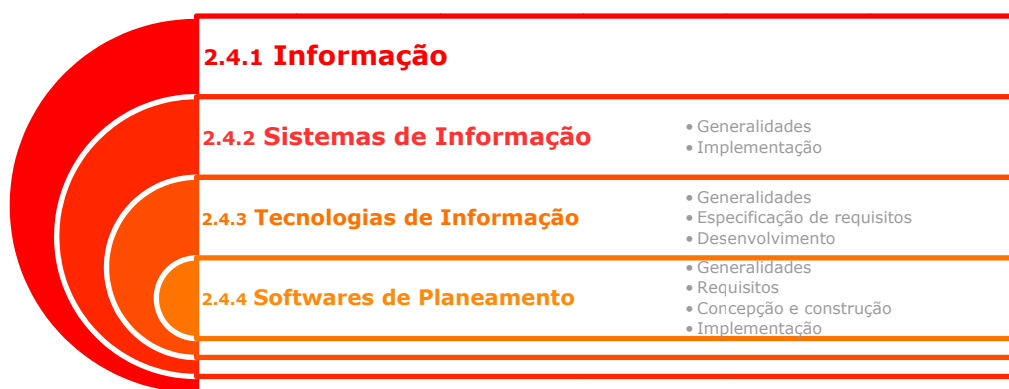 2.4.1 Informação
2.4.2 Sistemas de Informação
• Generalidades
• Implementação
2.4.3 Tecnologias de Informação
• Generalidades
• Especificação de requisitos
• Desenvolvimento
2.4.4 Softwares de Planeamento
• Generalidades
• Requisitos
• Concepção e construção
• Implementação